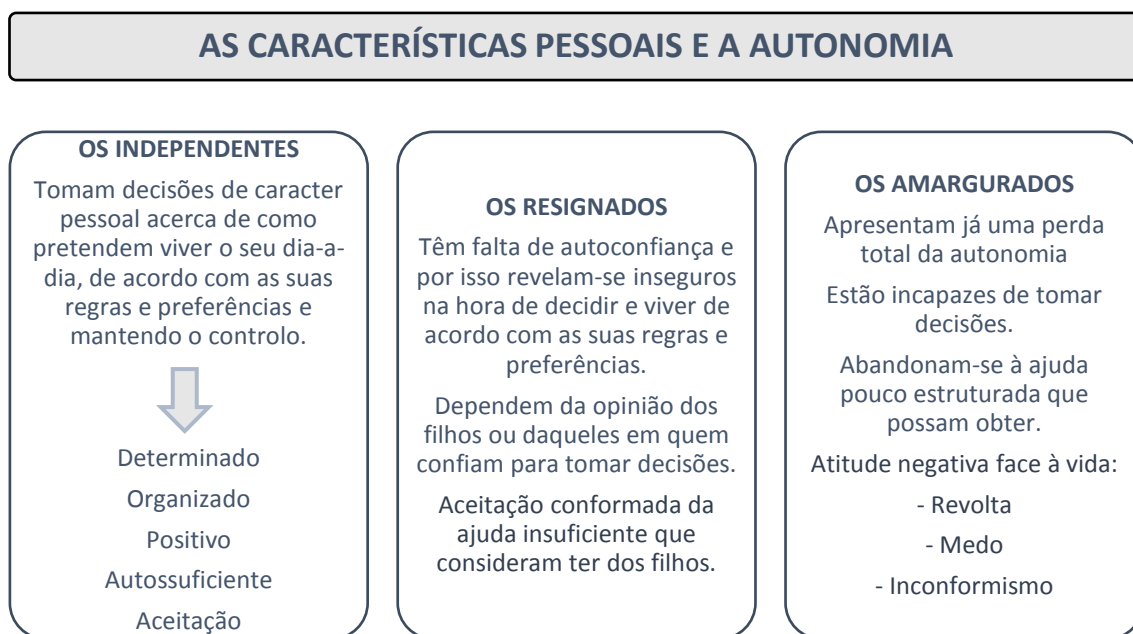 AS CARACTERÍSTICAS PESSOAIS E A AUTONOMIA
OS INDEPENDENTES
Tomam decisões de caracter
pessoal acerca de como
pretendem viver o seu dia-a-
dia, de acordo com as suas
regras e preferências e
mantendo o controlo.
Determinado
Organizado
Positivo
Autossuficiente
Aceitação
OS RESIGNADOS
Têm falta de autoconfiança e
por isso revelam-se inseguros
na hora de decidir e viver de
acordo com as suas regras e
preferências.
Dependem da opinião dos
filhos ou daqueles em quem
confiam para tomar decisões.
Aceitação conformada da
ajuda insuficiente que
consideram ter dos filhos.
OS AMARGURADOS
Apresentam já uma perda
total da autonomia
Estão incapazes de tomar
decisões.
Abandonam-se à ajuda
pouco estruturada que
possam obter.
Atitude negativa face à vida:
- Revolta
- Medo
- Inconformismo